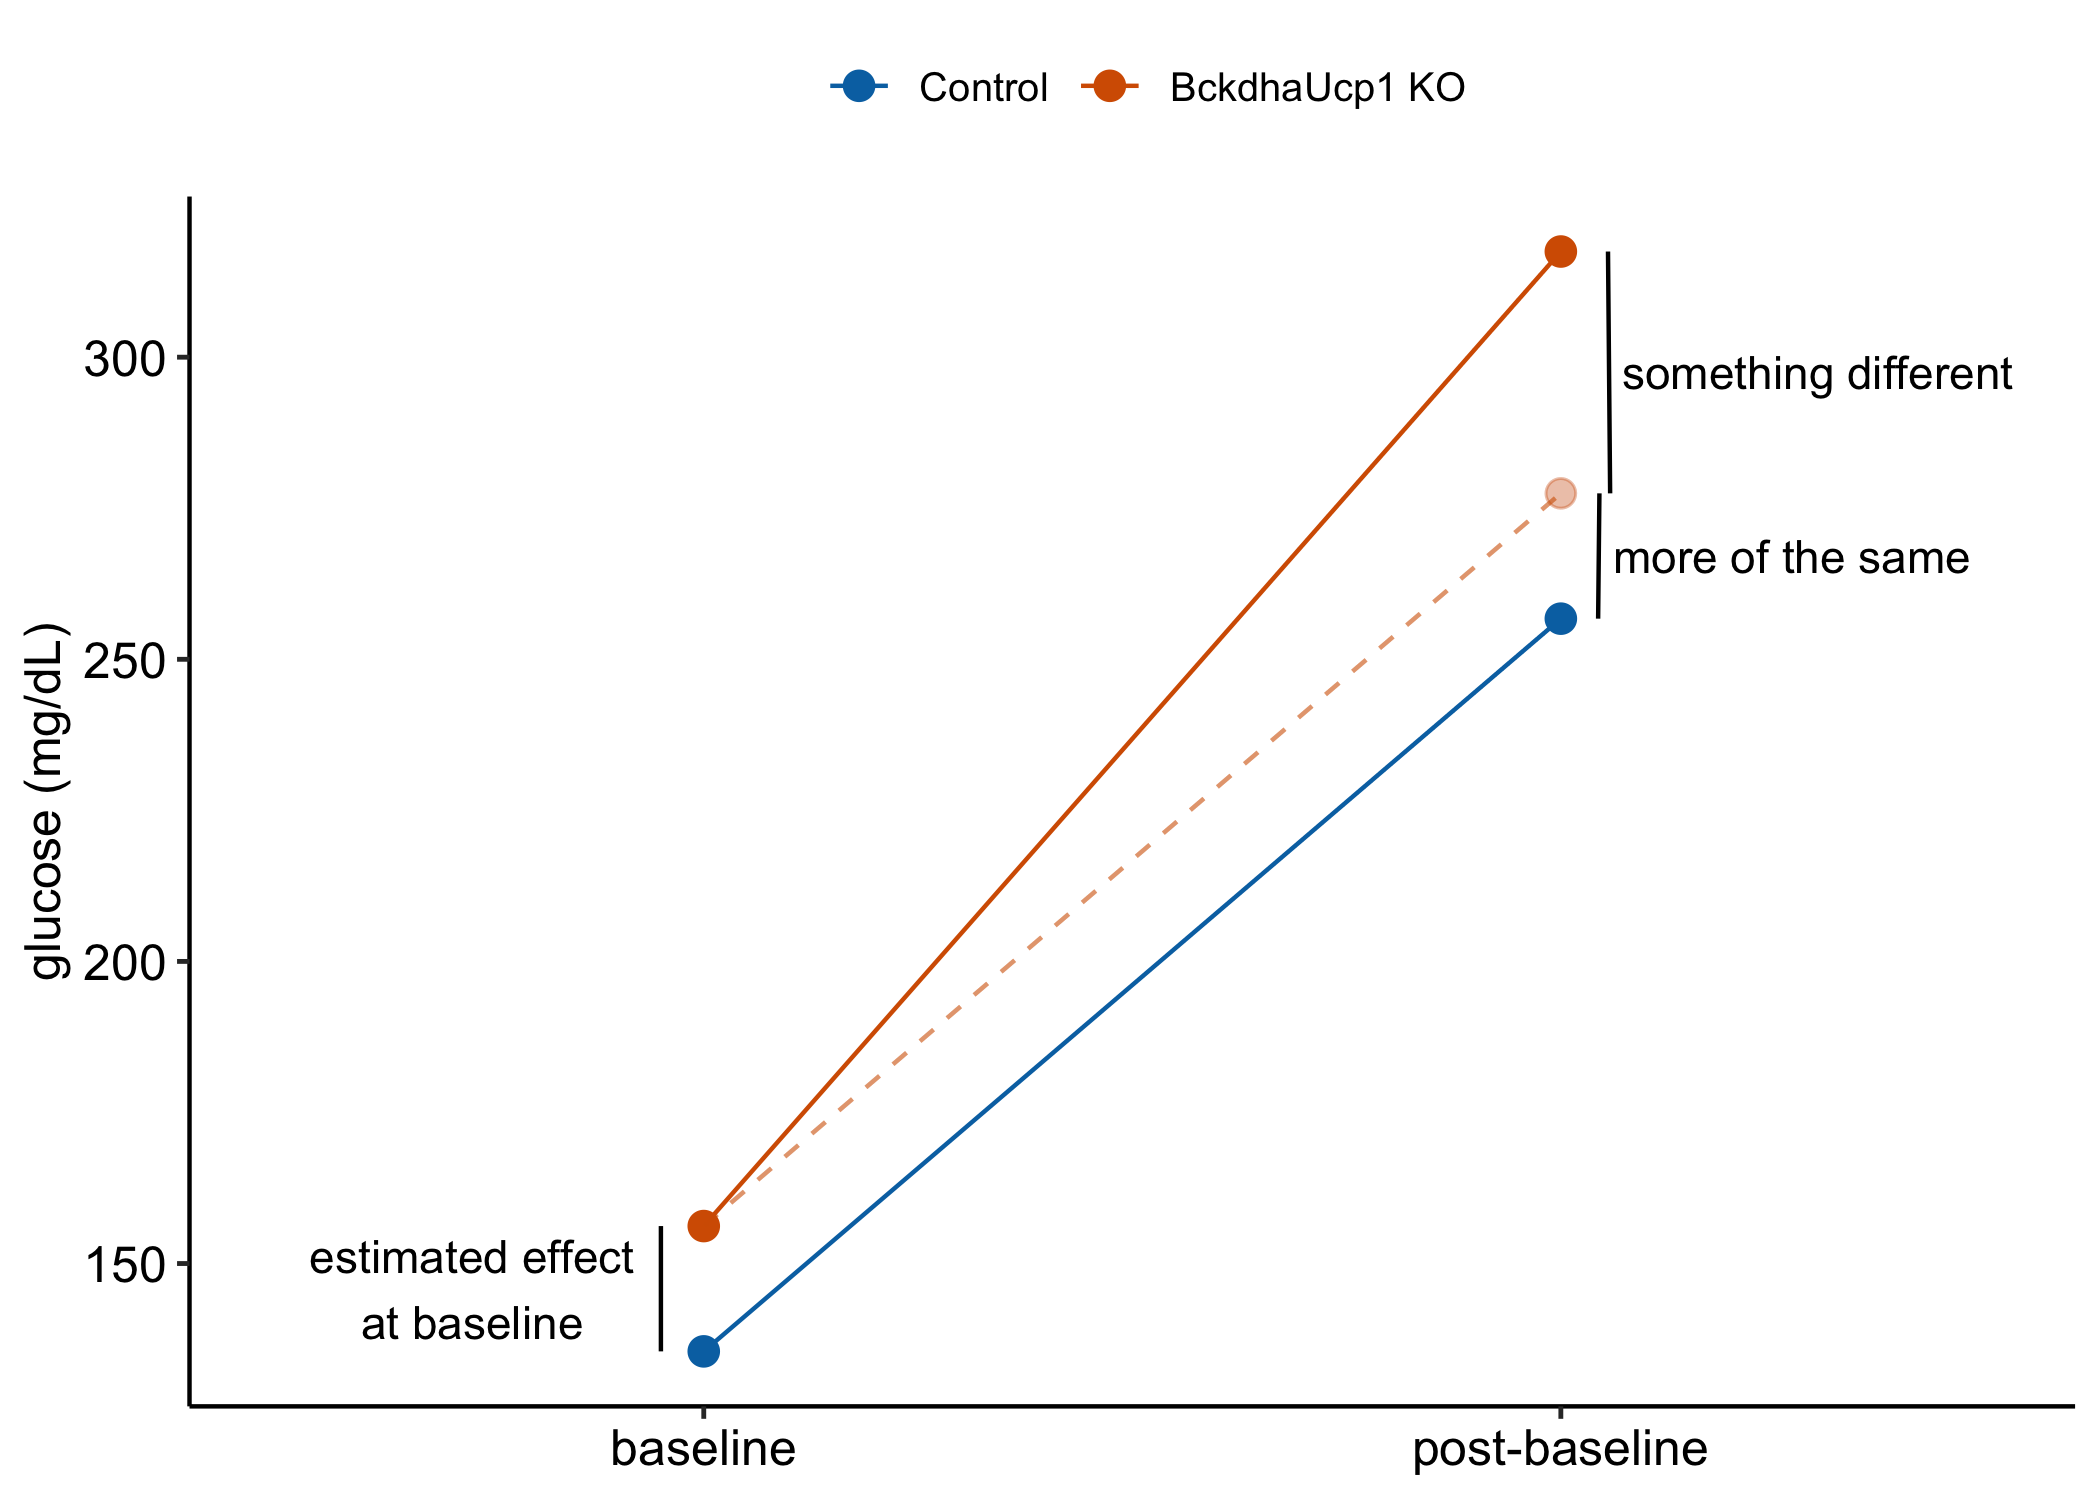 Control BckdhaUcp1 KO
300
250
200
150
glucose (mg/dL)
something different
more of the same
estimated effect
at baseline
baseline post-baseline